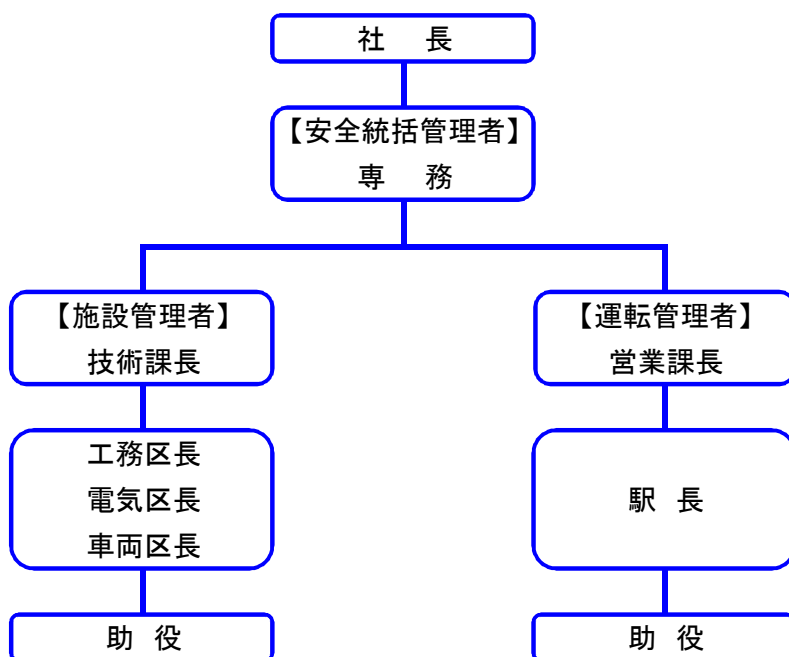 社 長
【安全統括管理者】
専 務
【施設管理者】
技術課長
【運転管理者】
営業課長
工務区長
電気区長
車両区長
駅 長
助 役
助 役